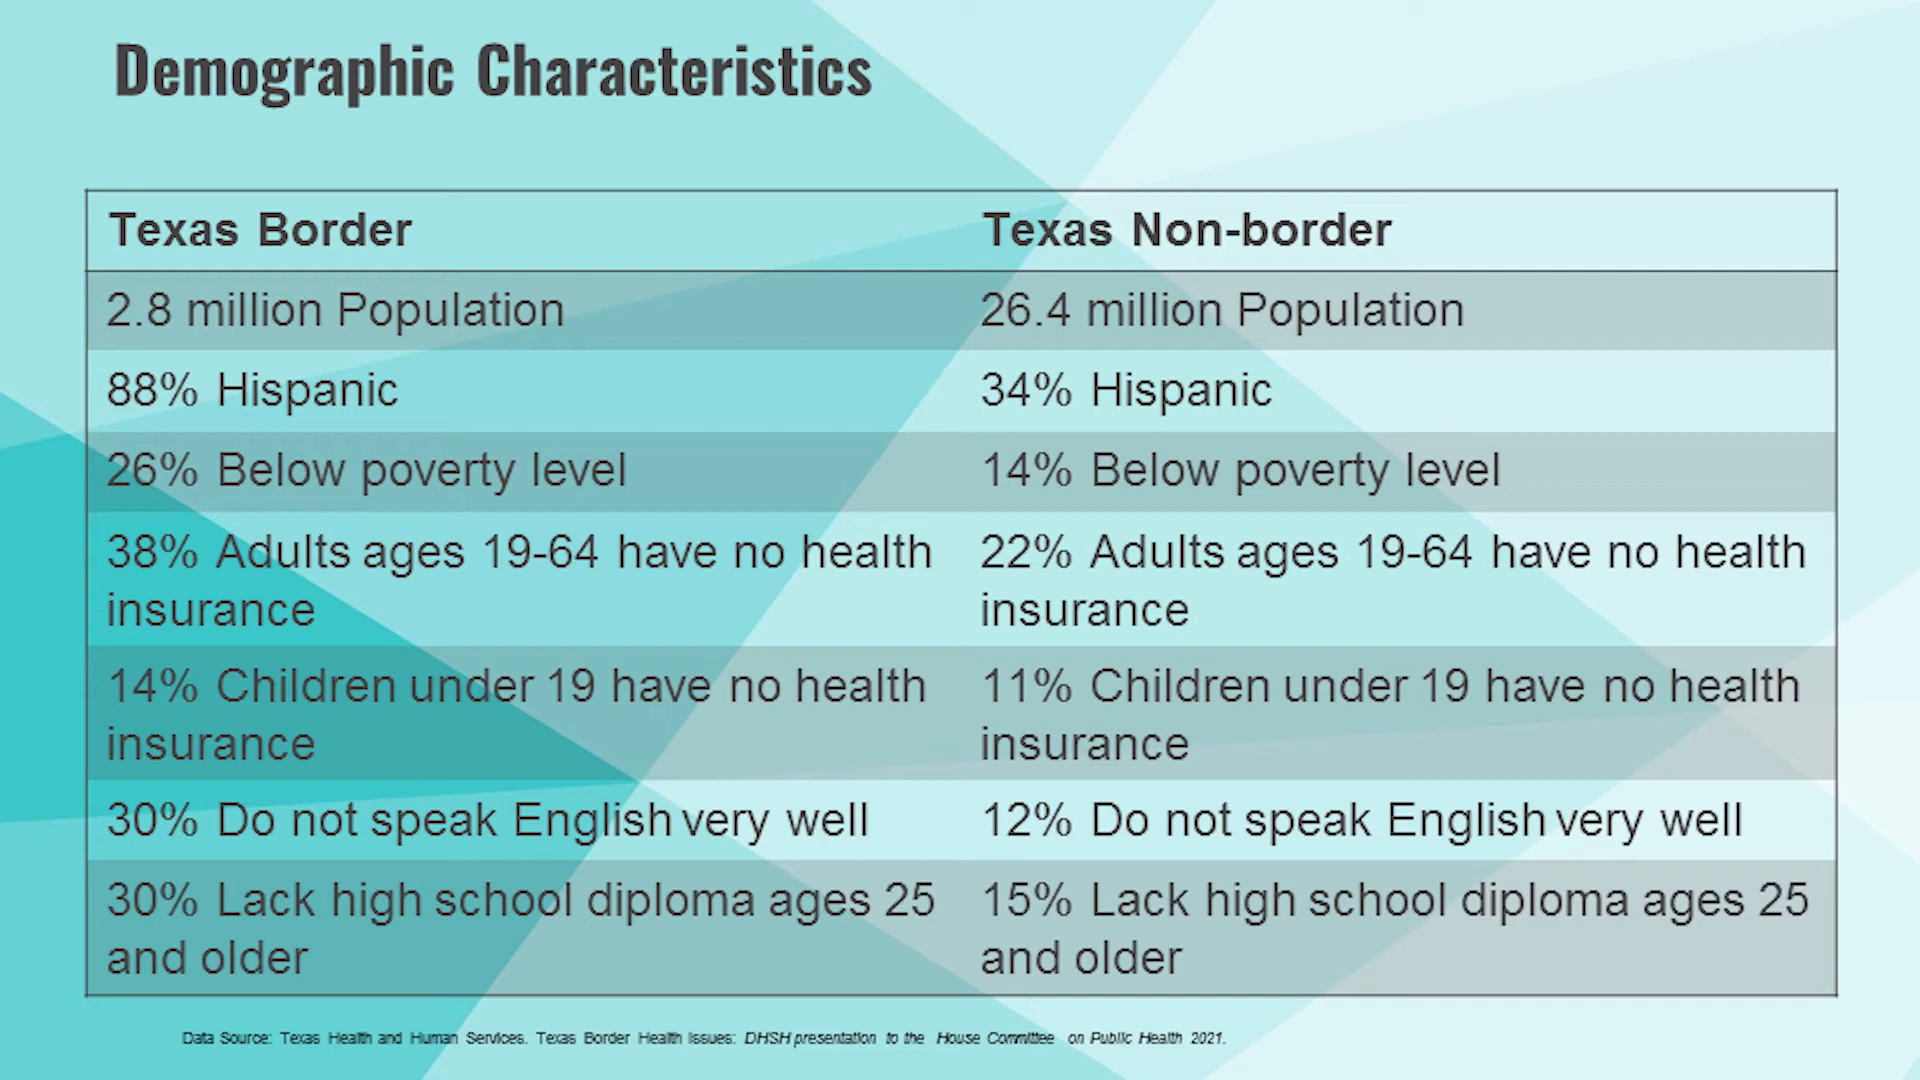 Demographic Characteristics
Texas Border
Texas Non-border
2.8 million Population
26.4 million Population
88% Hispanic
34% Hispanic
26% Below poverty level
14% Below poverty level
38% Adults ages 19-64 have no health
insurance
22% Adults ages 19-64 have no health
insurance
14% Children under 19 have no health
insurance
11% Children under 19 have no health
insurance
30% Do not speak English very well
12% Do not speak English very well
30% Lack high school diploma ages 25
and older
15% Lack high school diploma ages 25
and older
Data Source: Texas Health and Human Services. Texas Border Health Issues: DHSH presentation to the House Committee on Public Health 2021.